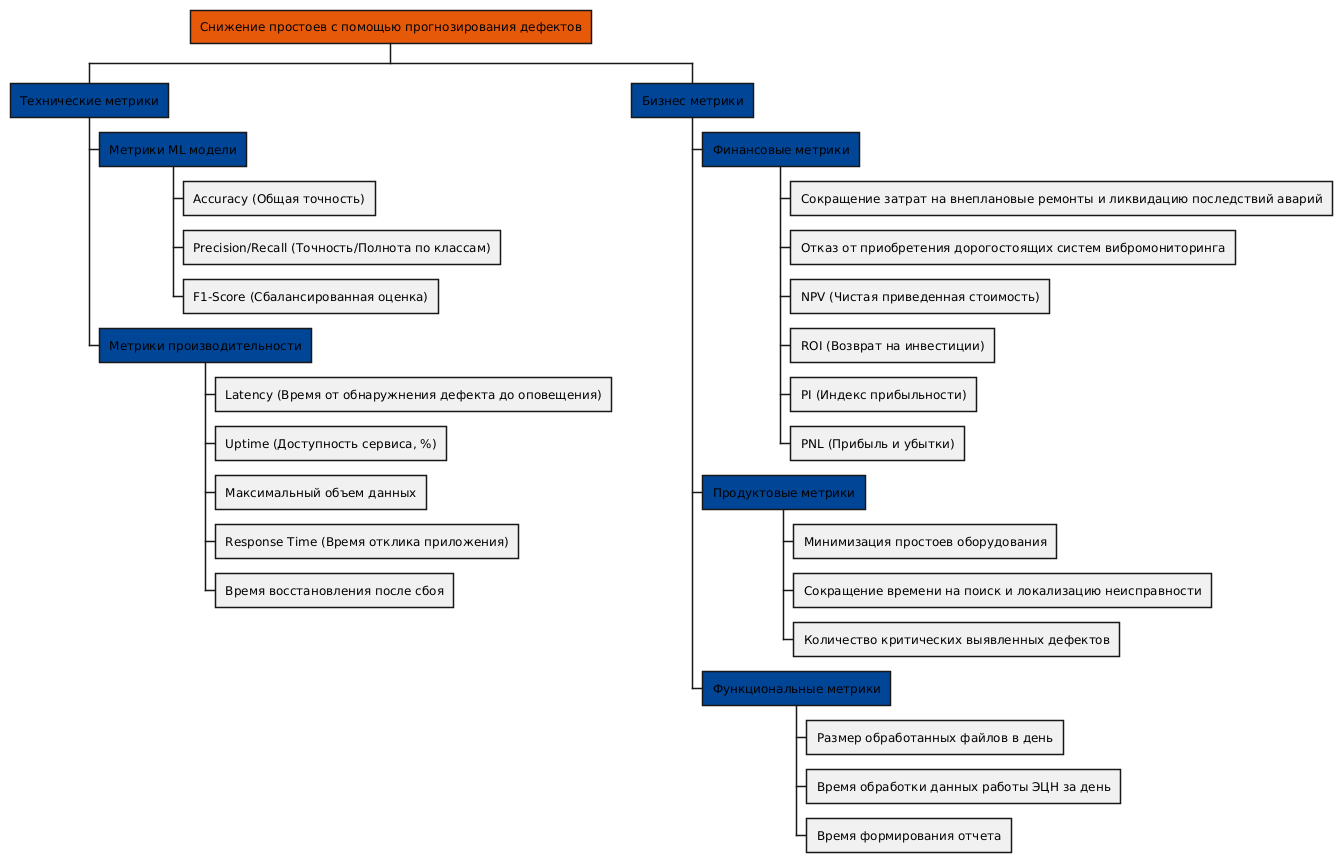 Снижение простоев с помощью прогнозирования дефектов
Технические метрики
Метрики ML модели
Accuracy (Общая точность)
Precision/Recall (Точность/Полнота по классам)
F1-Score (Сбалансированная оценка)
Метрики производительности
Latency (Время от обнаружнения дефекта до оповещения)
Uptime (Доступность сервиса, %)
Максимальный объем данных
Response Time (Время отклика приложения)
Время восстановления после сбоя
Бизнес метрики
Финансовые метрики
Сокращение затрат на внеплановые ремонты и ликвидацию последствий аварий
Отказ от приобретения дорогостоящих систем вибромониторинга
NPV (Чистая приведенная стоимость)
ROI (Возврат на инвестиции)
PI (Индекс прибыльности)
PNL (Прибыль и убытки)
Продуктовые метрики
Минимизация простоев оборудования
Сокращение времени на поиск и локализацию неисправности
Количество критических выявленных дефектов
Функциональные метрики
Размер обработанных файлов в день
Время обработки данных работы ЭЦН за день
Время формирования отчета